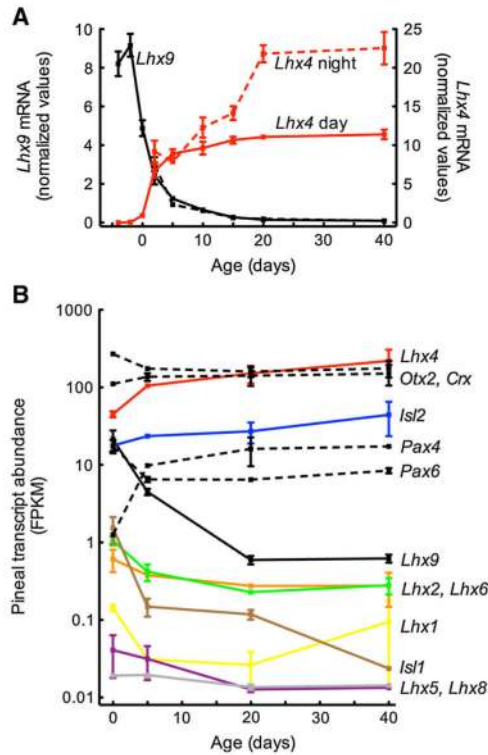 A
Lhx9 mRNA
(normalized values)
10
8
6
4
2
0
Lhx9
Lhx4 night
Lhx4 day
25
20
15
10
5
0
Lhx4 mRNA
(normalized values)
0
10
20
30
40
Age (days)
B
Pineal transcript abundance
(FPKM)
1000
100
10
1
0.1
0.01
Lhx4
Otx2, Crx
Isl2
Pax4
Pax6
Lhx9
Lhx2, Lhx6
Lhx1
Isl1
Lhx5, Lhx8
0
10
20
30
40
Age (days)